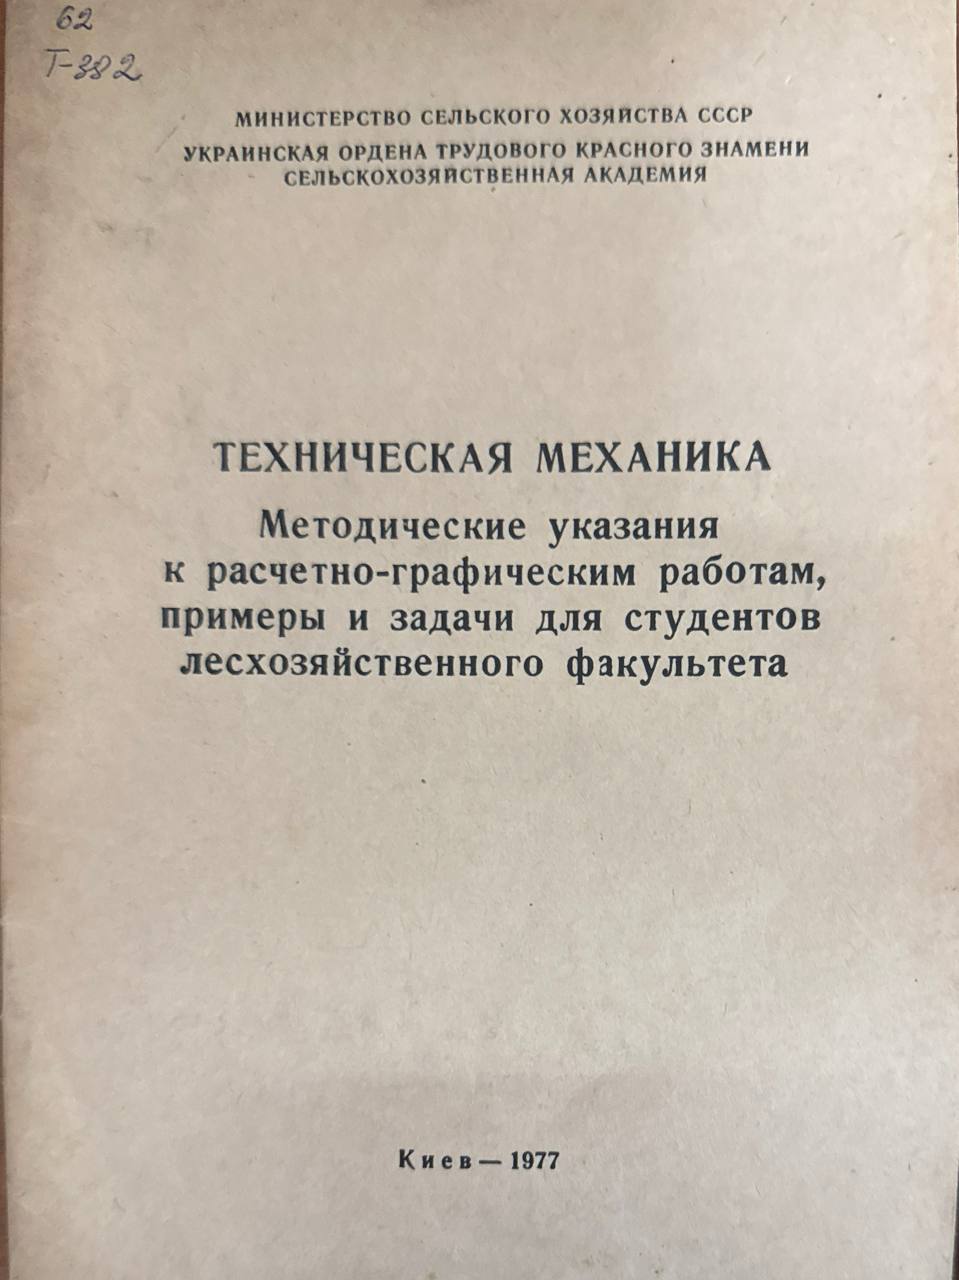 62
Т-382
МИНИСТЕРСТВО СЕЛЬСКОГО ХОЗЯЙСТВА СССР
УКРАИНСКАЯ ОРДЕНА ТРУДОВОГО КРАСНОГО ЗНАМЕНИ
СЕЛЬСКОХОЗЯЙСТВЕННАЯ АКАДЕМИЯ
ТЕХНИЧЕСКАЯ МЕХАНИКА
Методические указания
к расчетно-графическим работам,
примеры и задачи для студентов
лесхозяйственного факультета
Киев — 1977